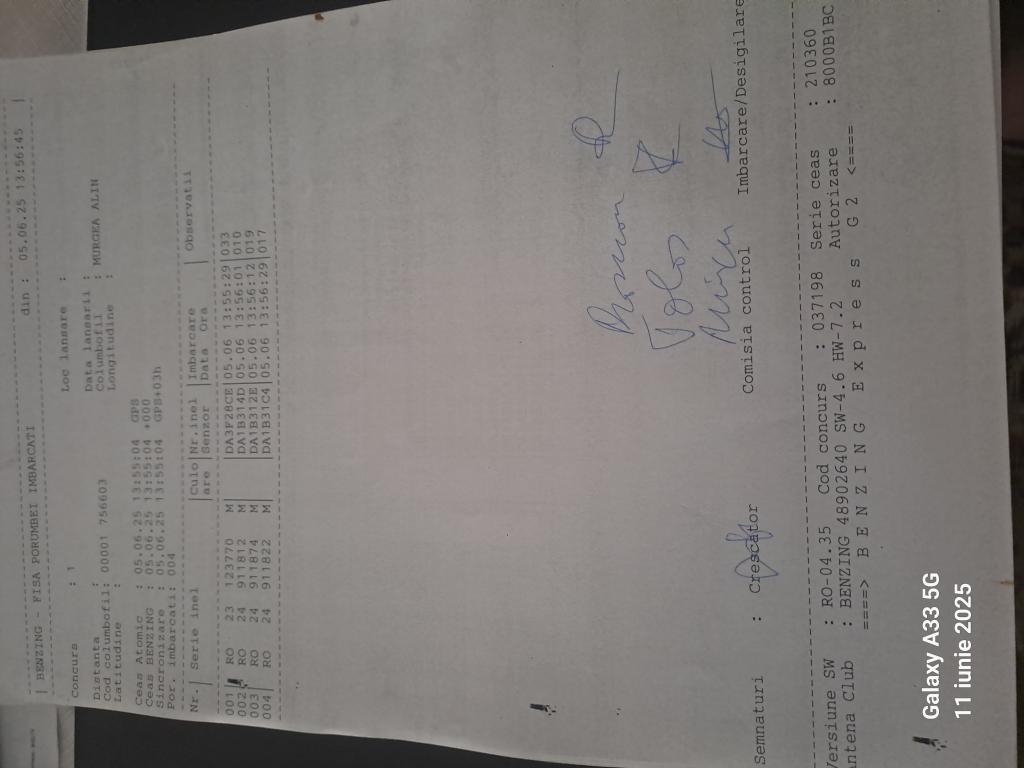 | BENZING - FISA PORUMBEI IMBARCATI din : 05.06.25 13:56:45 |
Concurs : 1 Loc lansare :
Distanta : Data lansarii :
Cod columbofil: 00001 756603 Columbofil : MURGEA ALIN
Latitudine : Longitudine :
Ceas Atomic : 05.06.25 13:55:04 GPS
Ceas BENZING : 05.06.25 13:55:04 +000
Sincronizare : 05.06.25 13:55:04 GPS+03h
Por. imbarcati: 004
Nr.| Serie inel |Culo|Nr.inel |Imbarcare | Observatii
|are |Senzor |Data Ora |
001 RO 23 123770 M| |DA3F28CE|05.06 13:55:29|033
002 RO 24 911812 M| |DA1B314D|05.06 13:56:01|010
003 RO 24 911874 M| |DA1B312E|05.06 13:56:12|019
004 RO 24 911822 M| |DA1B31C4|05.06 13:56:29|017
Semnaturi : Crescator Comisia control Imbarcare/Desigilare
Versiune SW : RO-04.35 Cod concurs : 037198 Serie ceas : 210360
Antena Club : BENZING 48902640 SW-4.6 HW-7.2 Autorizare : 8000B1BC
====> B E N Z I N G E x p r e s s G 2 <====
Galaxy A33 5G
11 iunie 2025